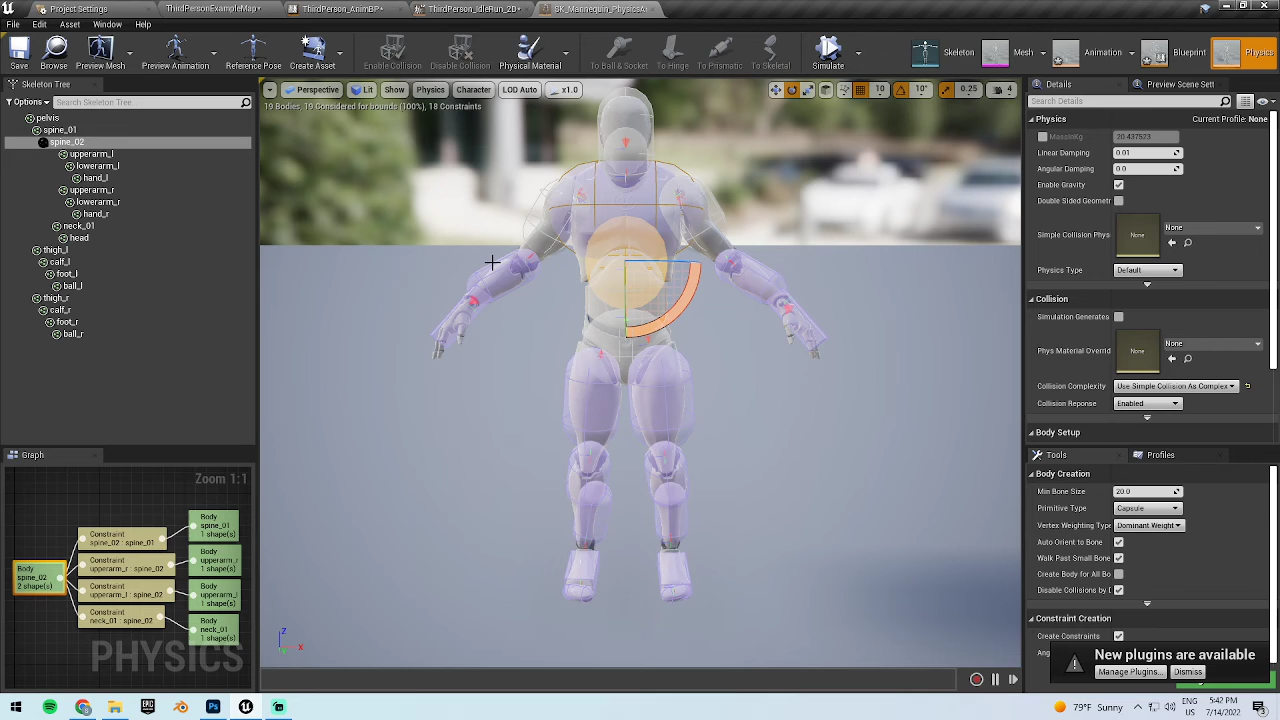 Project Settings
ThirdPersonExampleMap*
ThirdPerson_AnimBP*
ThirdPerson_IdleRun_2D*
SK_Mannequin_PhysicsA
File Edit Asset Window Help
Save
Browse
Preview Mesh
Preview Animation
Reference Pose
Create Asset
Enable Collision
Disable Collision
Physical Material
To Ball & Socket
To Hinge
To Prismatic
To Skeletal
Simulate
Skeleton
Mesh
Animation
Blueprint
Physics
Skeleton Tree
Options
Search Skeleton Tree
pelvis
spine_01
spine_02
upperarm_l
lowerarm_l
hand_l
upperarm_r
lowerarm_r
hand_r
neck_01
head
thigh_l
calf_l
foot_l
ball_l
thigh_r
calf_r
foot_r
ball_r
Perspective
Lit
Show
Physics
Character
LOD Auto
x1.0
10
10°
0.25
4
19 Bodies, 19 Considered for bounds (100%), 18 Constraints
Z
X
Graph
Zoom 1:1
Body
spine_02
2 shape(s)
Constraint
spine_02 : spine_01
Constraint
upperarm_r : spine_02
Constraint
upperarm_l : spine_02
Constraint
neck_01 : spine_02
Body
spine_01
1 shape(s)
Body
upperarm_r
1 shape(s)
Body
upperarm_l
1 shape(s)
Body
neck_01
1 shape(s)
PHYSICS
Details
Preview Scene Sett
Search Details
Physics
Current Profile: None
MassInKg 20.437523
Linear Damping 0.01
Angular Damping 0.0
Enable Gravity
Double Sided Geometr
Simple Collision Phys None None
Physics Type Default
Collision
Simulation Generates
Phys Material Overrid None None
Collision Complexity Use Simple Collision As Complex
Collision Reponse Enabled
Body Setup
Tools
Profiles
Body Creation
Min Bone Size 20.0
Primitive Type Capsule
Vertex Weighting Type Dominant Weight
Auto Orient to Bone
Walk Past Small Bone
Create Body for All Bo
Disable Collisions by D
Constraint Creation
Create Constraints
Ang
New plugins are available
Manage Plugins...
Dismiss
Ps
EPIC
79°F Sunny
ENG
US
5:42 PM
7/14/2022
3